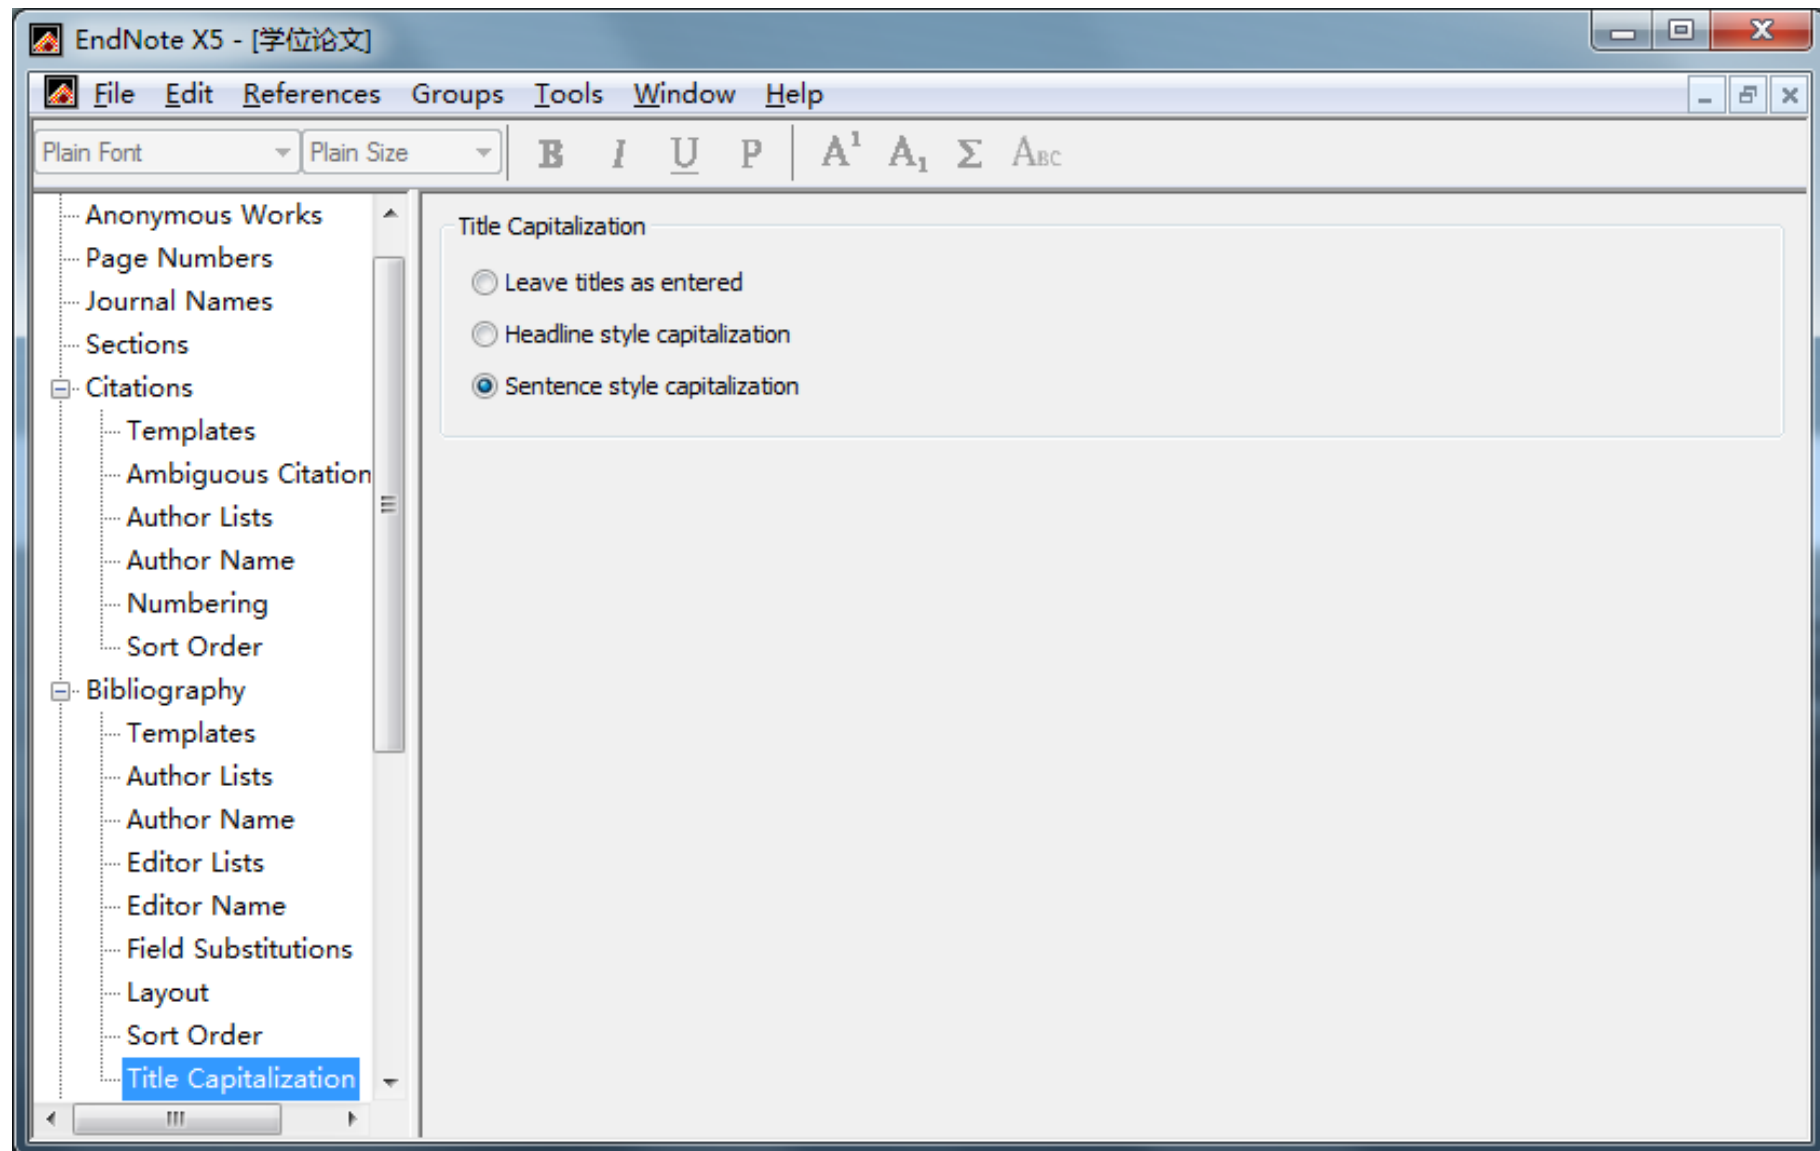 EndNote X5 - [学位论文]
File Edit References Groups Tools Window Help
Plain Font Plain Size B I U P A¹ A₁ Σ ABC
Anonymous Works
Page Numbers
Journal Names
Sections
Citations
Templates
Ambiguous Citation
Author Lists
Author Name
Numbering
Sort Order
Bibliography
Templates
Author Lists
Author Name
Editor Lists
Editor Name
Field Substitutions
Layout
Sort Order
Title Capitalization
Title Capitalization
Leave titles as entered
Headline style capitalization
Sentence style capitalization